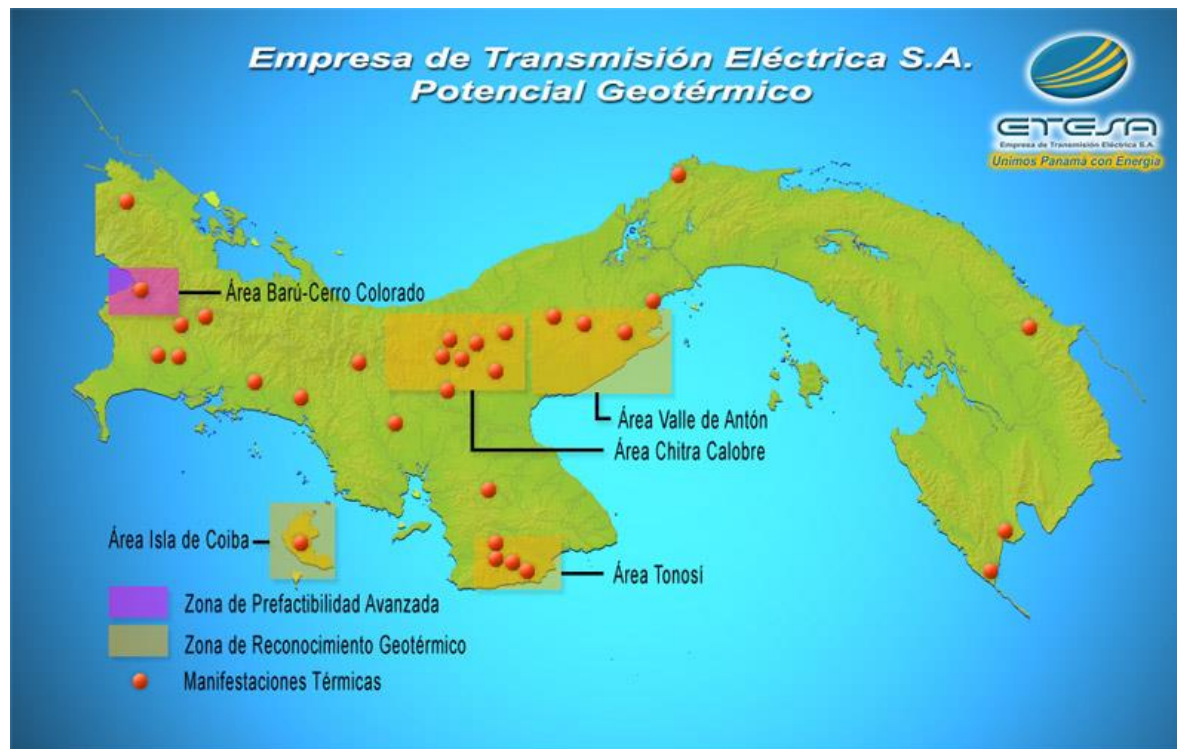 Empresa de Transmisión Eléctrica S.A.
Potencial Geotérmico
ETESA
Empresa de Transmisión Eléctrica S.A.
Unimos Panamá con Energía
Área Barú-Cerro Colorado
Área Valle de Antón
Área Chitra Calobre
Área Isla de Coiba
Área Tonosí
Zona de Prefactibilidad Avanzada
Zona de Reconocimiento Geotérmico
Manifestaciones Térmicas